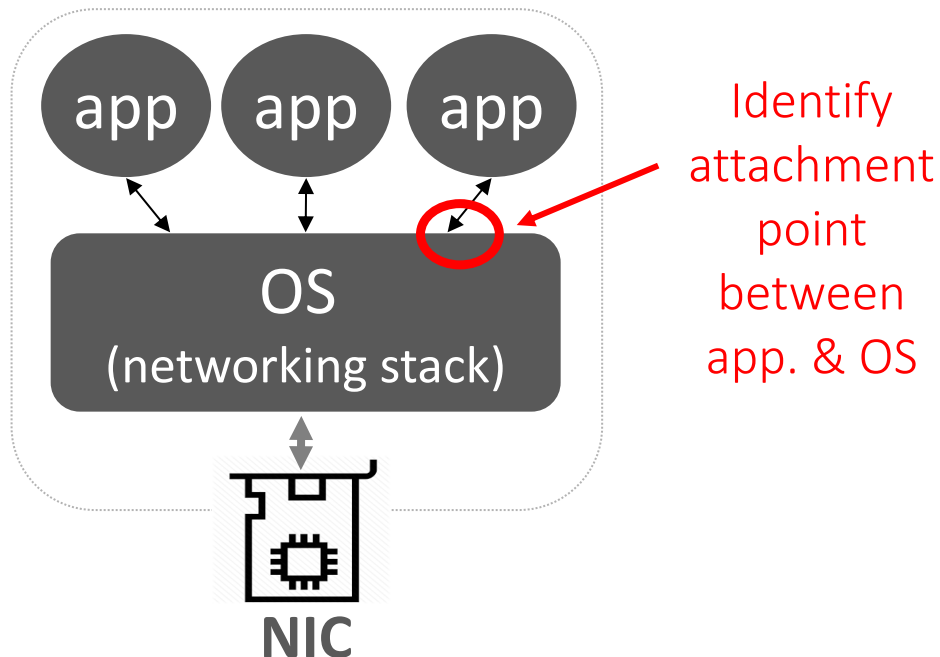 app
app
app
OS
(networking stack)
NIC
Identify
attachment
point
between
app. & OS